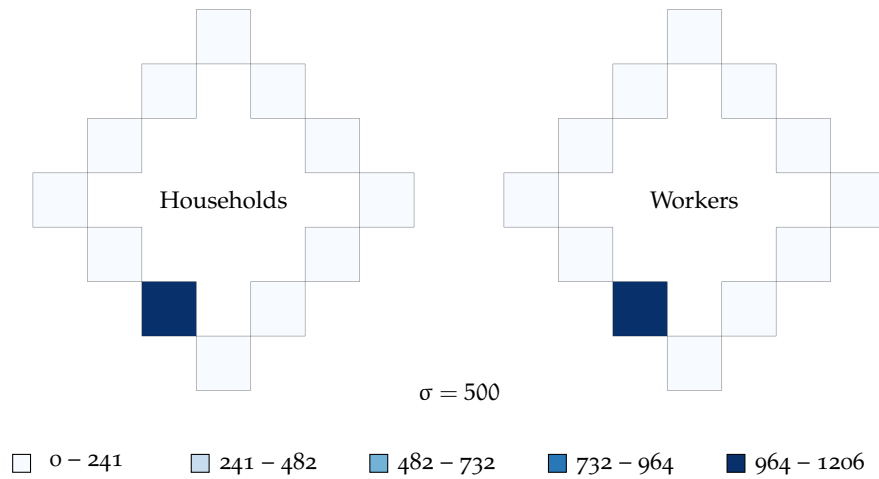 Households
Workers
σ = 500
0 – 241
241 – 482
482 – 732
732 – 964
964 – 1206